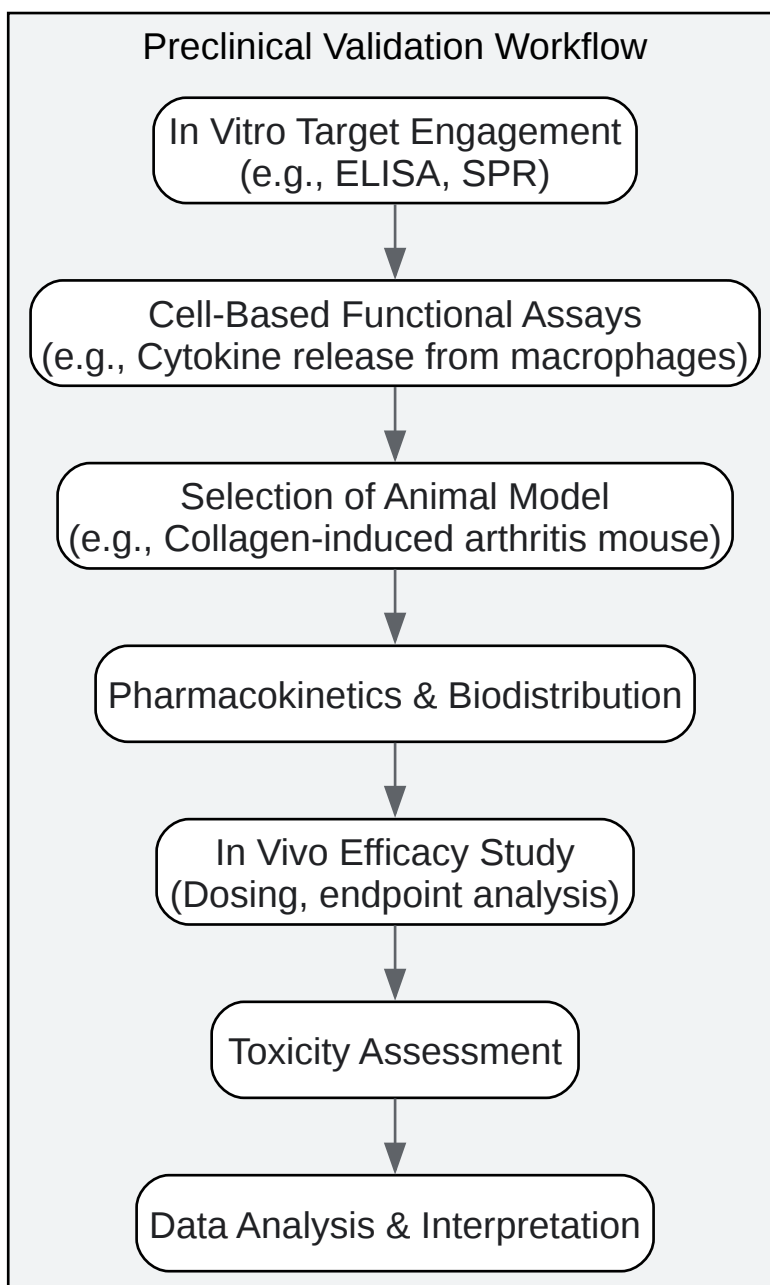 Preclinical Validation Workflow
In Vitro Target Engagement
(e.g., ELISA, SPR)
Cell-Based Functional Assays
(e.g., Cytokine release from macrophages)
Selection of Animal Model
(e.g., Collagen-induced arthritis mouse)
Pharmacokinetics & Biodistribution
In Vivo Efficacy Study
(Dosing, endpoint analysis)
Toxicity Assessment
Data Analysis & Interpretation